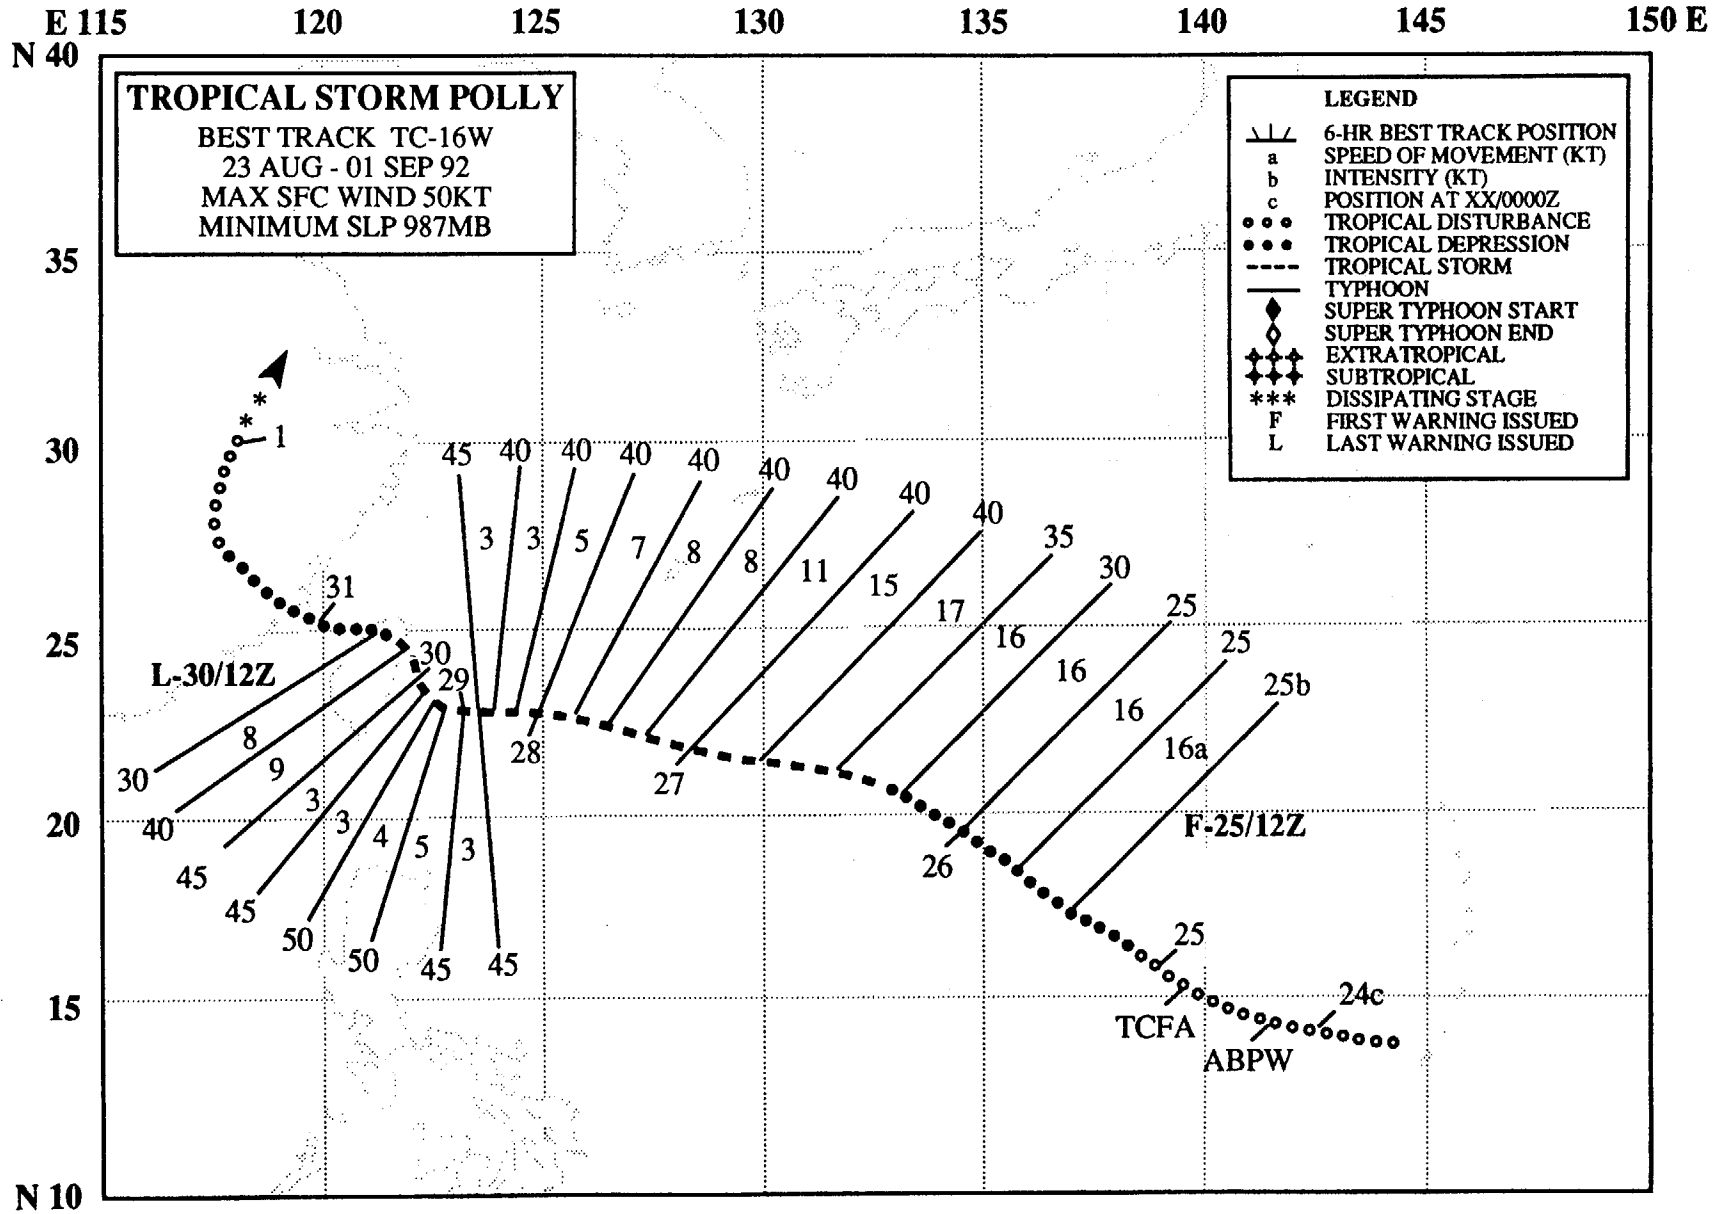 E 115 120 125 130 135 140 145 150 E
N 40
TROPICAL STORM POLLY
BEST TRACK TC-16W
23 AUG - 01 SEP 92
MAX SFC WIND 50KT
MINIMUM SLP 987MB
LEGEND
6-HR BEST TRACK POSITION
a SPEED OF MOVEMENT (KT)
b INTENSITY (KT)
c POSITION AT XX/0000Z
TROPICAL DISTURBANCE
TROPICAL DEPRESSION
TROPICAL STORM
TYPHOON
SUPER TYPHOON START
SUPER TYPHOON END
EXTRATROPICAL
SUBTROPICAL
*** DISSIPATING STAGE
F FIRST WARNING ISSUED
L LAST WARNING ISSUED
35
30
25
20
15
N 10
* *
1
45 40 40 40 40 40 40 40 40 35 30 25 25 25b
3 3 5 7 8 8 11 15 17 16 16 16 16a
31
30
29
28
27
26
25
24c
L-30/12Z
F-25/12Z
8 9 3 3 4 5 3
30 40 45 45 50 50 45 45
TCFA
ABPW